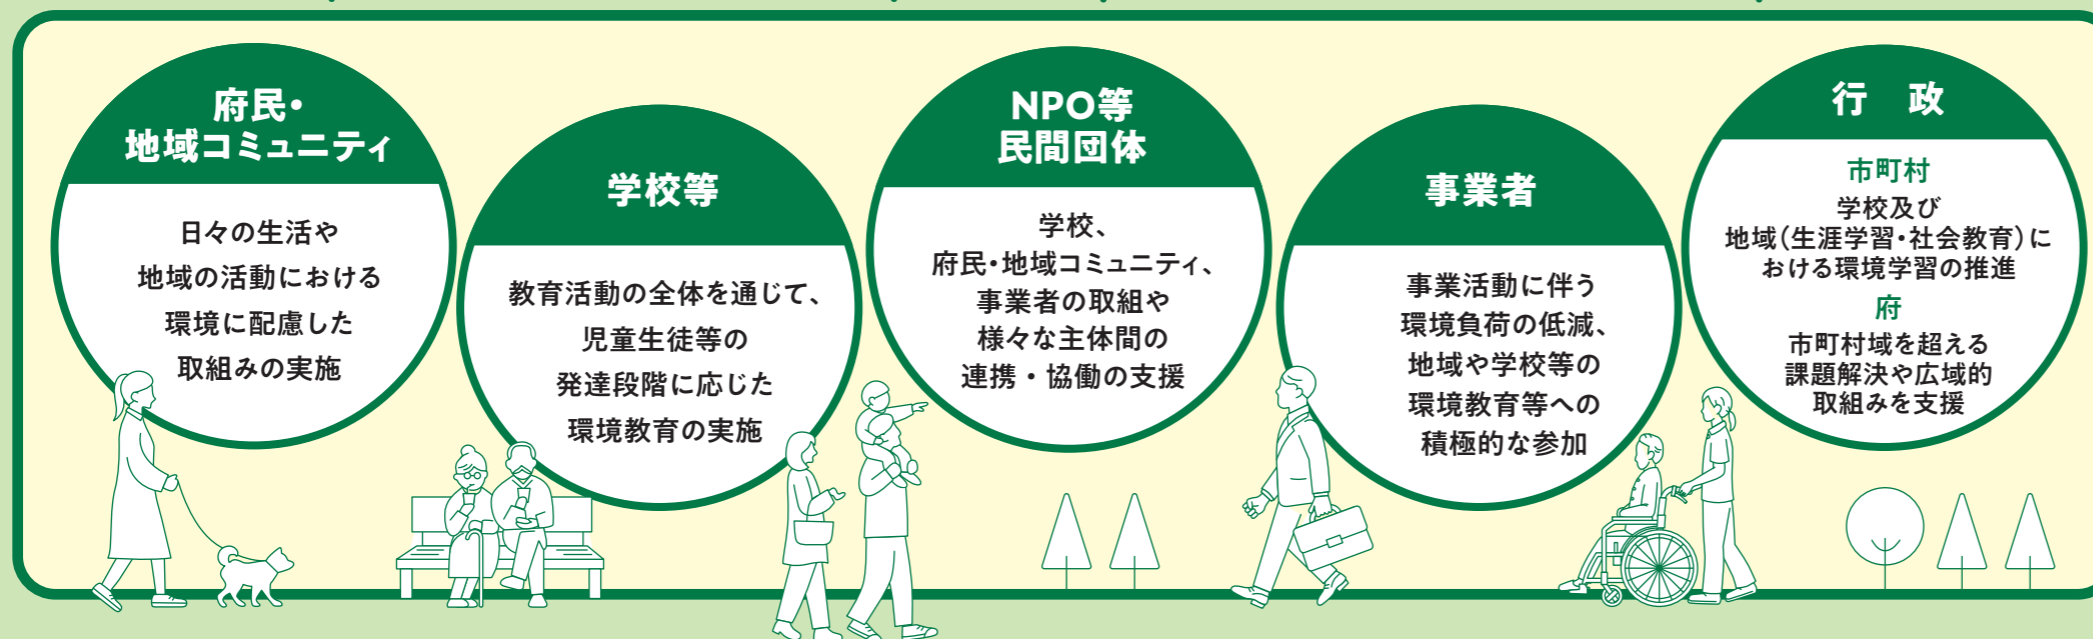 府民・
地域コミュニティ
日々の生活や
地域の活動における
環境に配慮した
取組みの実施
学校等
教育活動の全体を通じて、
児童生徒等の
発達段階に応じた
環境教育の実施
NPO等
民間団体
学校、
府民・地域コミュニティ、
事業者の取組や
様々な主体間の
連携・協働の支援
事業者
事業活動に伴う
環境負荷の低減、
地域や学校等の
環境教育等への
積極的な参加
行 政
市町村
学校及び
地域（生涯学習・社会教育）に
おける環境学習の推進
府
市町村域を超える
課題解決や広域的
取組みを支援